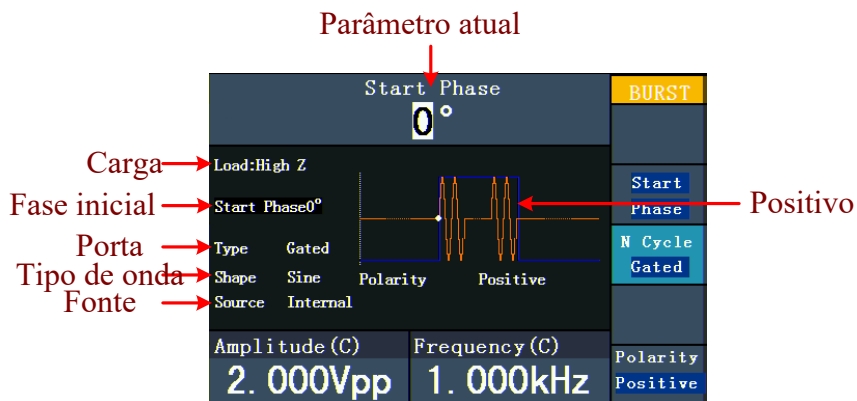 Parâmetro atual
Start Phase
BURST
0°
Carga
Load:High Z
Start
Phase
Fase inicial
Start Phase0°
Positivo
Porta
Type Gated
N Cycle
Gated
Tipo de onda
Shape Sine
Polarity Positive
Fonte
Source Internal
Amplitude(C)
Frequency(C)
Polarity
Positive
2.000Vpp
1.000kHz